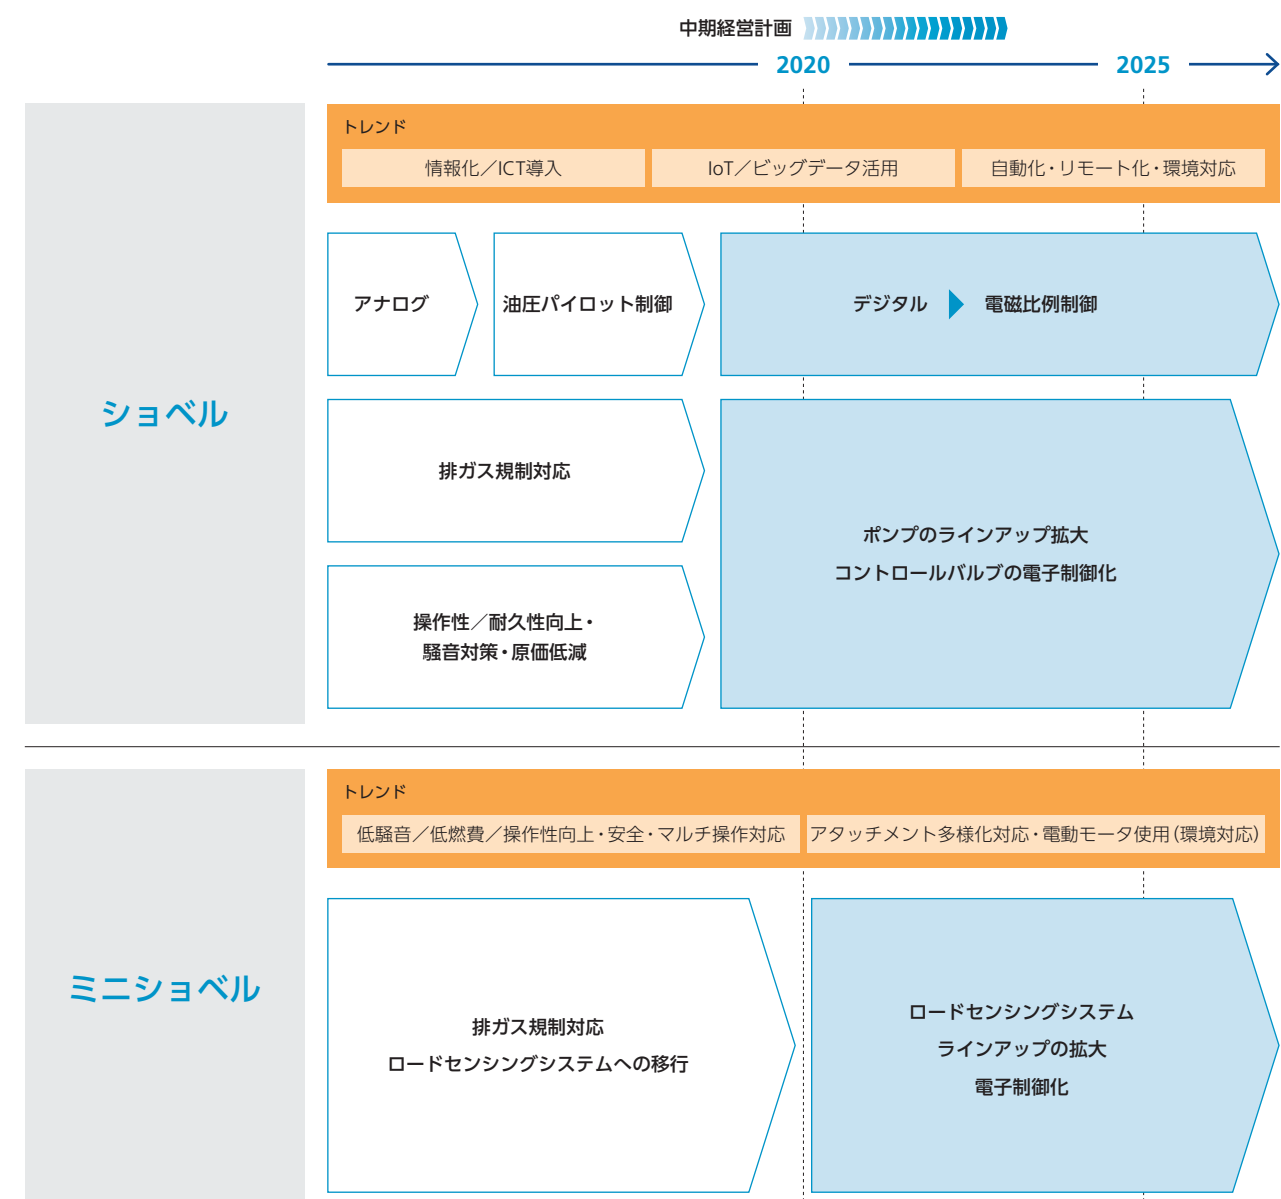 中期経営計画
2020
2025
ショベル
トレンド
情報化／ICT導入
IoT／ビッグデータ活用
自動化・リモート化・環境対応
アナログ
油圧パイロット制御
デジタル
電磁比例制御
排ガス規制対応
操作性／耐久性向上・
騒音対策・原価低減
ポンプのラインアップ拡大
コントロールバルブの電子制御化
ミニショベル
トレンド
低騒音／低燃費／操作性向上・安全・マルチ操作対応
アタッチメント多様化対応・電動モータ使用（環境対応）
排ガス規制対応
ロードセンシングシステムへの移行
ロードセンシングシステム
ラインアップの拡大
電子制御化